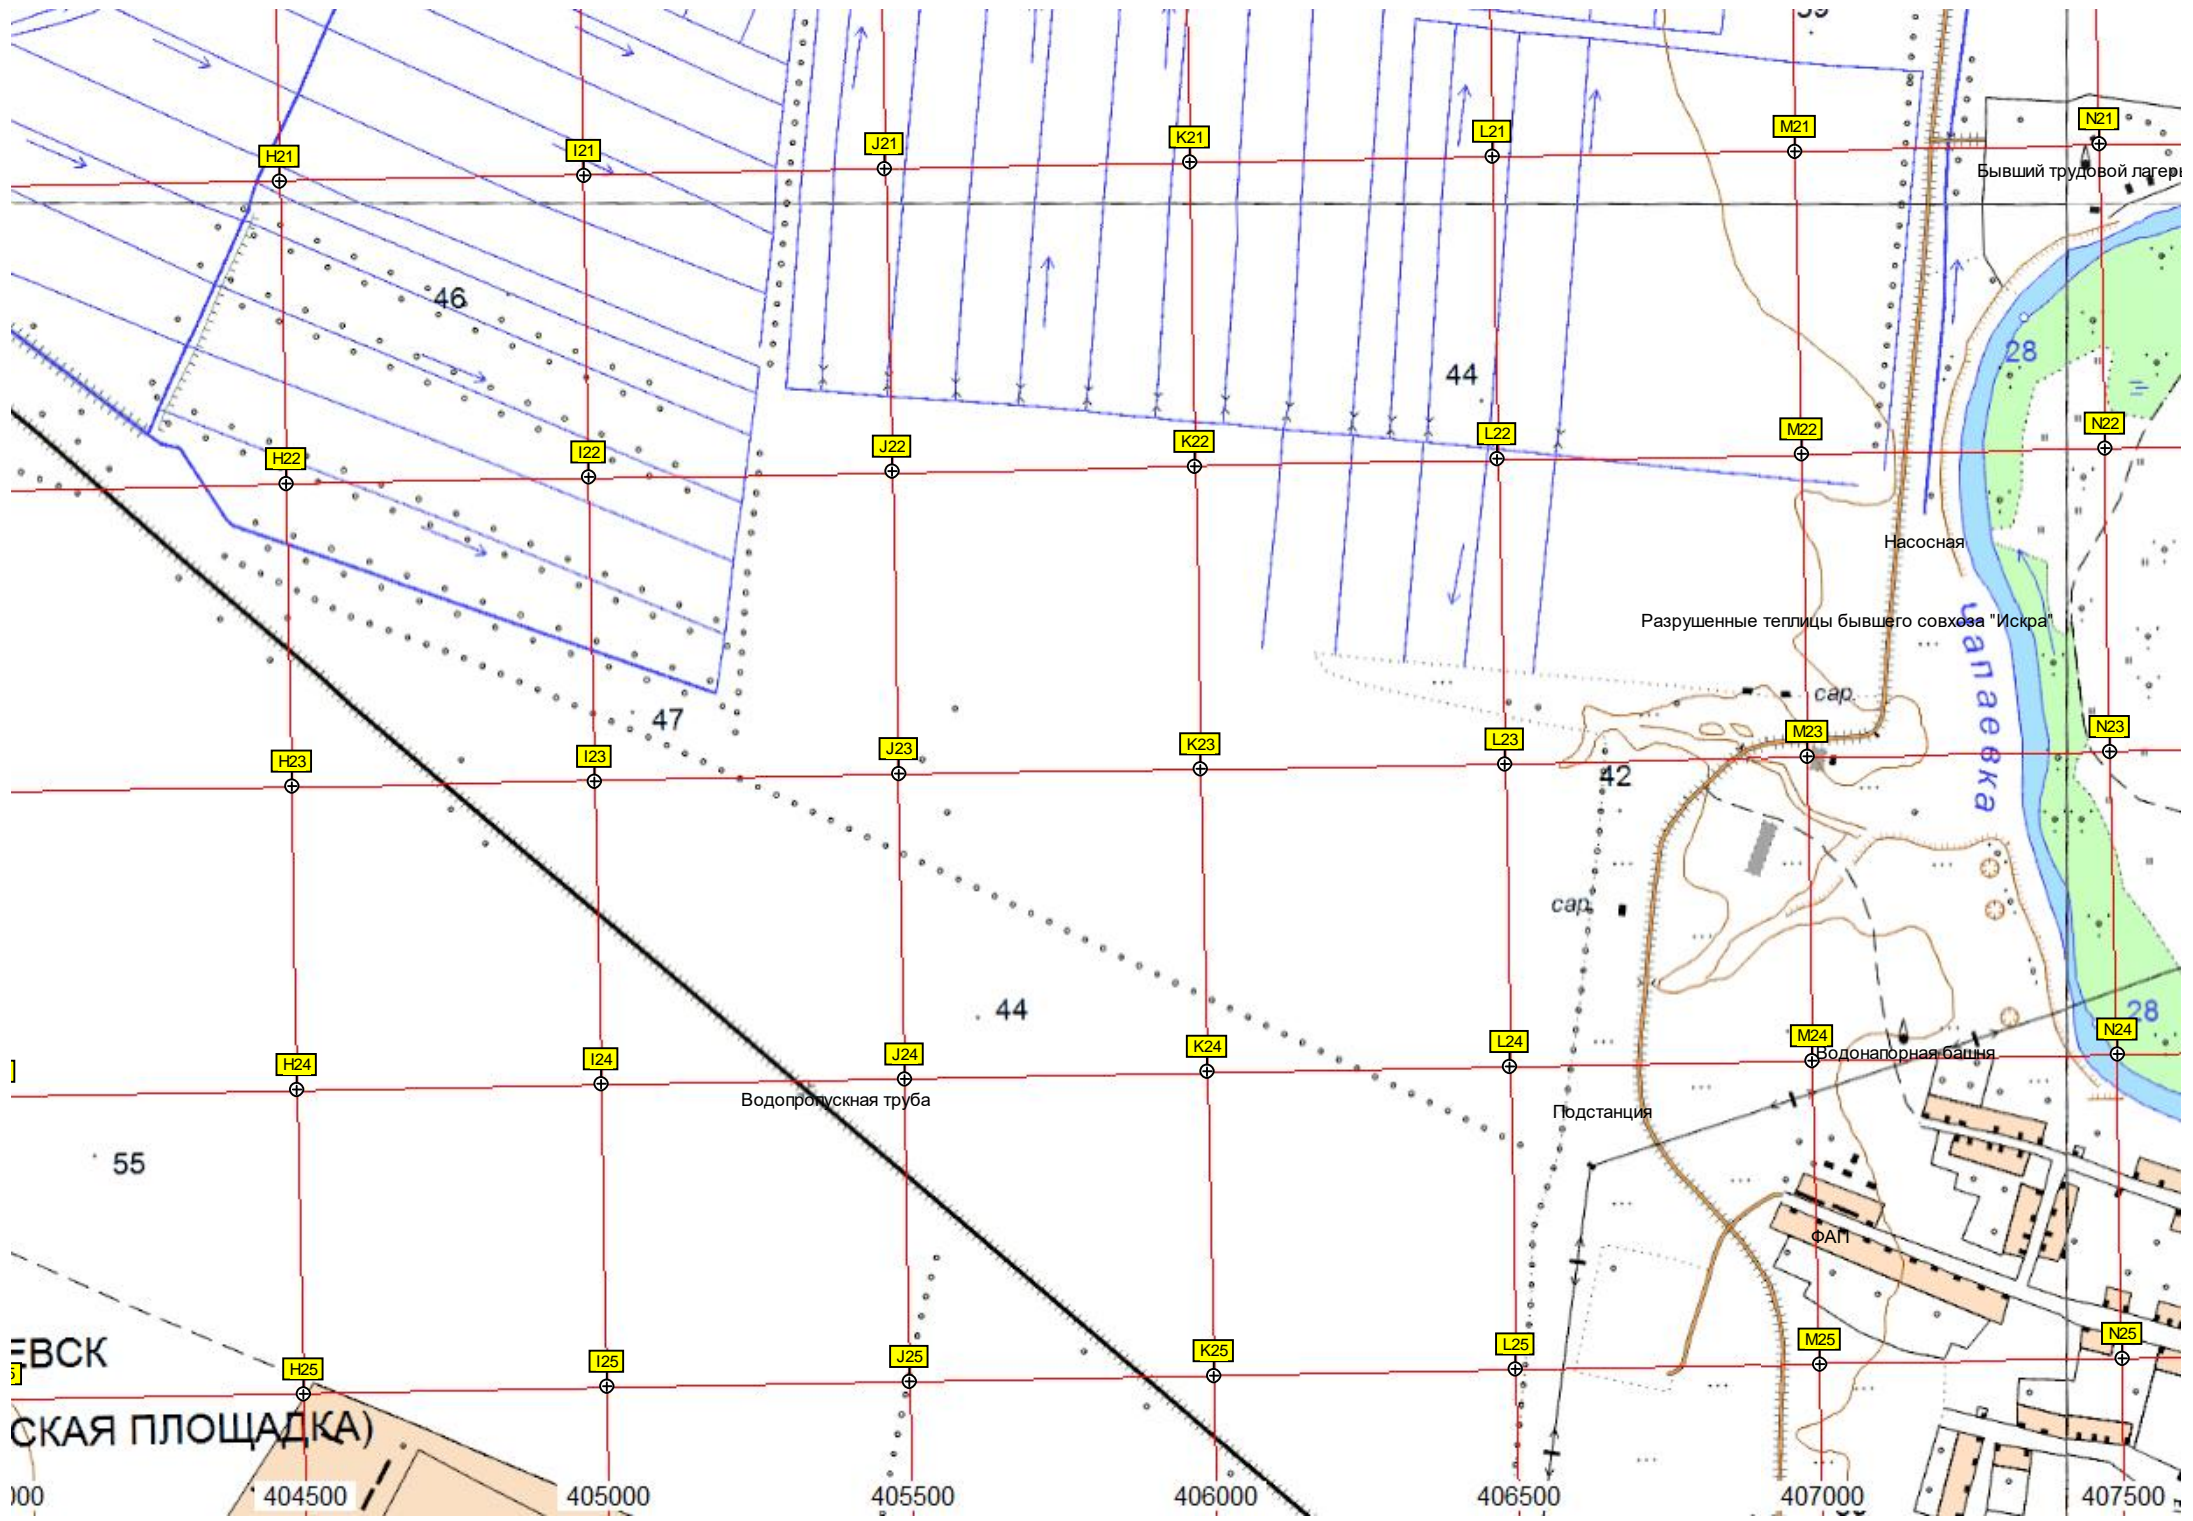 39
H21 I21 J21 K21 L21 M21 N21
Бывший трудовой лагерь
46
28
44
H22 I22 J22 K22 L22 M22 N22
Насосная
Разрушенные теплицы бывшего совхоза "Искра"
Чапаевка
сар.
47
H23 I23 J23 K23 L23 M23 N23
42
сар.
44
28
H24 I24 J24 K24 L24 M24 N24
Водонапорная башня
Водопропускная труба
Подстанция
55
ФАП
ЕВСК
H25 I25 J25 K25 L25 M25 N25
СКАЯ ПЛОЩАДКА)
000 404500 405000 405500 406000 406500 407000 407500